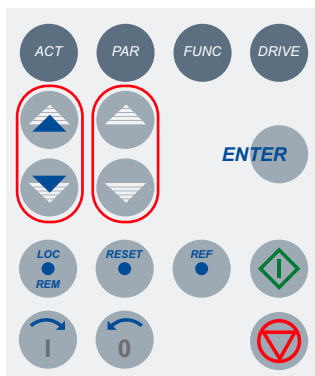 ACT PAR FUNC DRIVE
ENTER
LOC RESET REF
REM
I 0